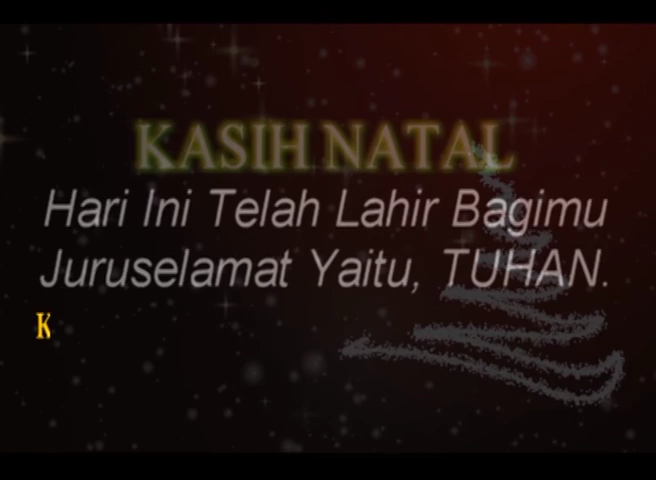 KASIH NATAL
Hari Ini Telah Lahir Bagimu
Juruselamat Yaitu, TUHAN.
K